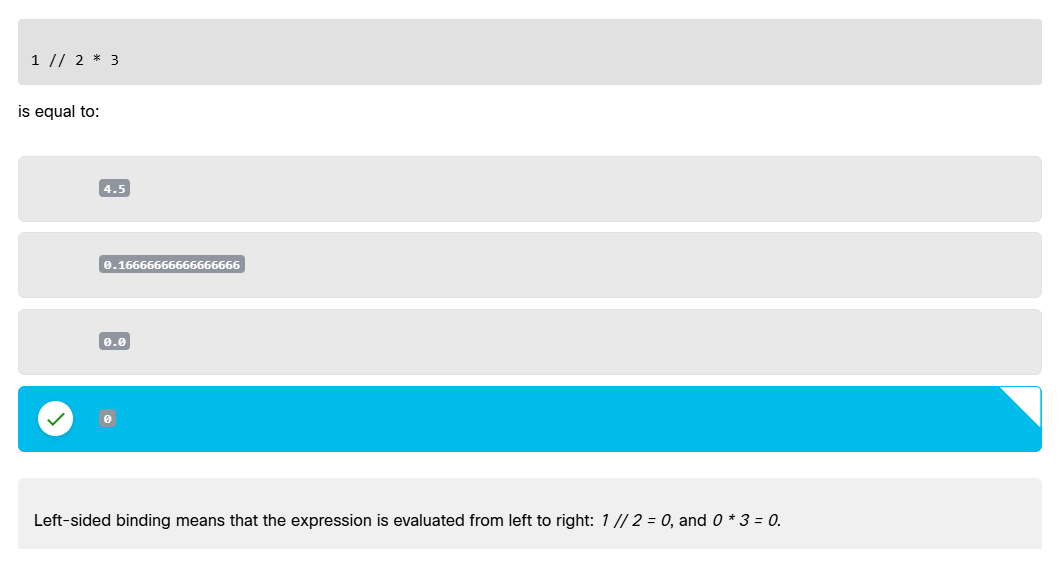 1 // 2 * 3
is equal to:
4.5
0.16666666666666666
0.0
0
Left-sided binding means that the expression is evaluated from left to right: 1 // 2 = 0, and 0 * 3 = 0.